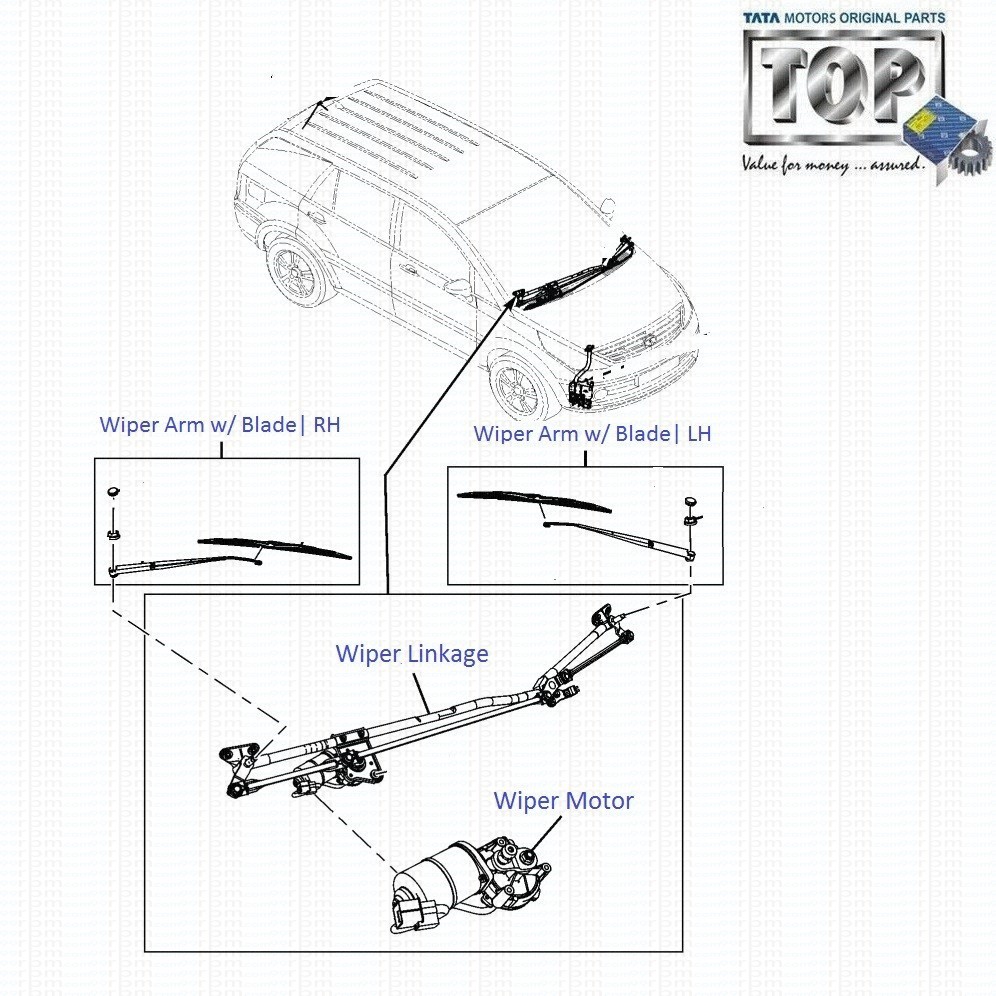 TATA MOTORS ORIGINAL PARTS
TOP
Value for money ... assured.
Wiper Arm w/ Blade| RH
Wiper Arm w/ Blade| LH
Wiper Linkage
Wiper Motor